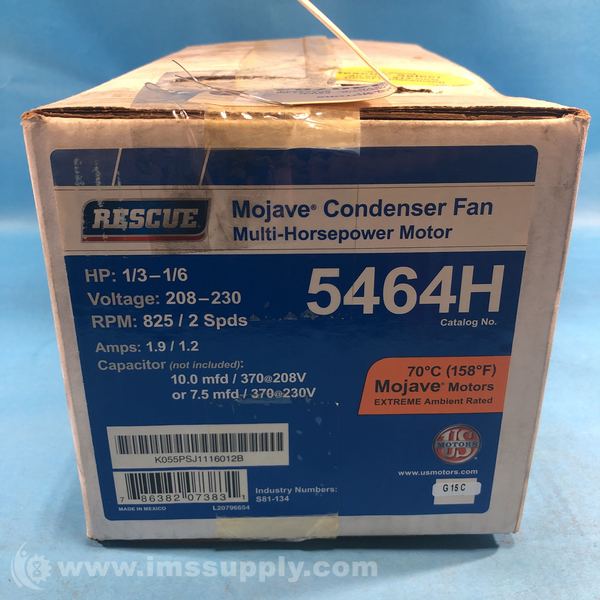 RESCUE
Mojave® Condenser Fan
Multi-Horsepower Motor
HP: 1/3–1/6
Voltage: 208–230
RPM: 825 / 2 Spds
Amps: 1.9 / 1.2
Capacitor (not included):
10.0 mfd / 370@208V
or 7.5 mfd / 370@230V
5464H
Catalog No.
70°C (158°F)
Mojave® Motors
EXTREME Ambient Rated
K055PSJ1116012B
7 86382 07383 1
MADE IN MEXICO
L20796654
Industry Numbers:
S81-134
US
MOTORS
www.usmotors.com
G 15 C
www.imssupply.com